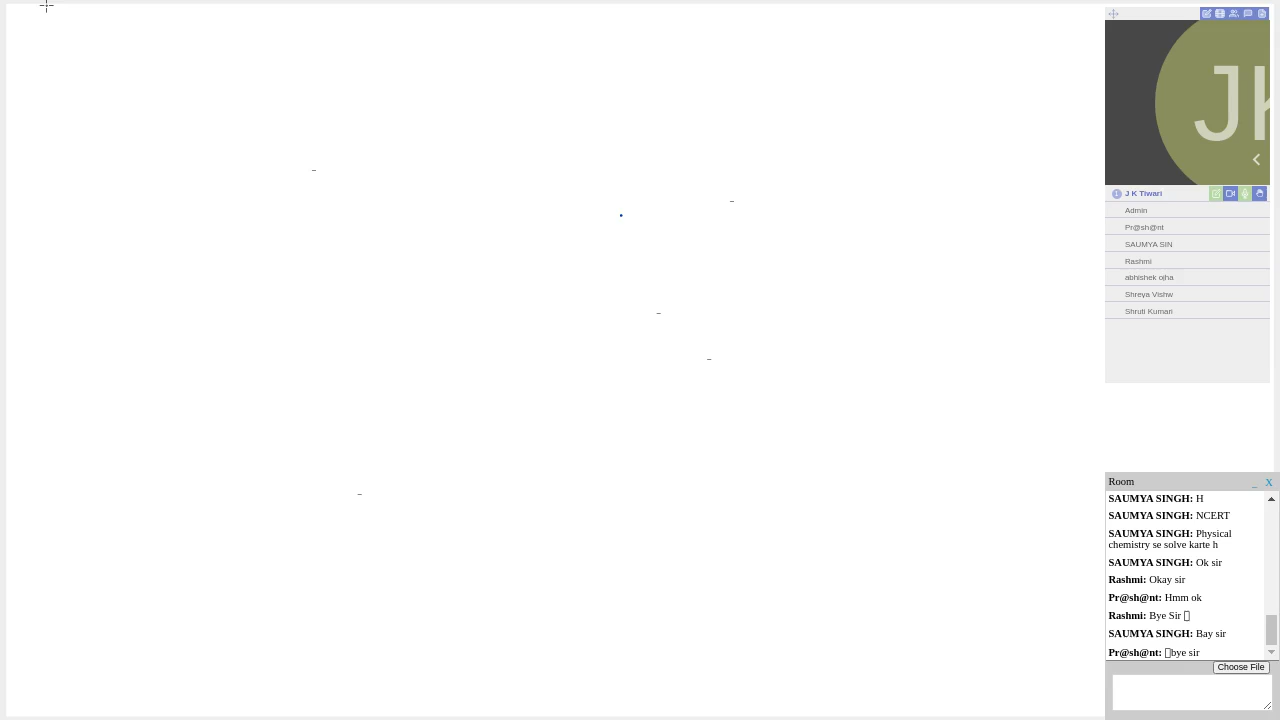 JK
J K Tiwari
Admin
Pr@sh@nt
SAUMYA SIN
Rashmi
abhishek ojha
Shreya Vishw
Shruti Kumari
Room _ X
SAUMYA SINGH: H
SAUMYA SINGH: NCERT
SAUMYA SINGH: Physical
chemistry se solve karte h
SAUMYA SINGH: Ok sir
Rashmi: Okay sir
Pr@sh@nt: Hmm ok
Rashmi: Bye Sir
SAUMYA SINGH: Bay sir
Pr@sh@nt: bye sir
Choose File